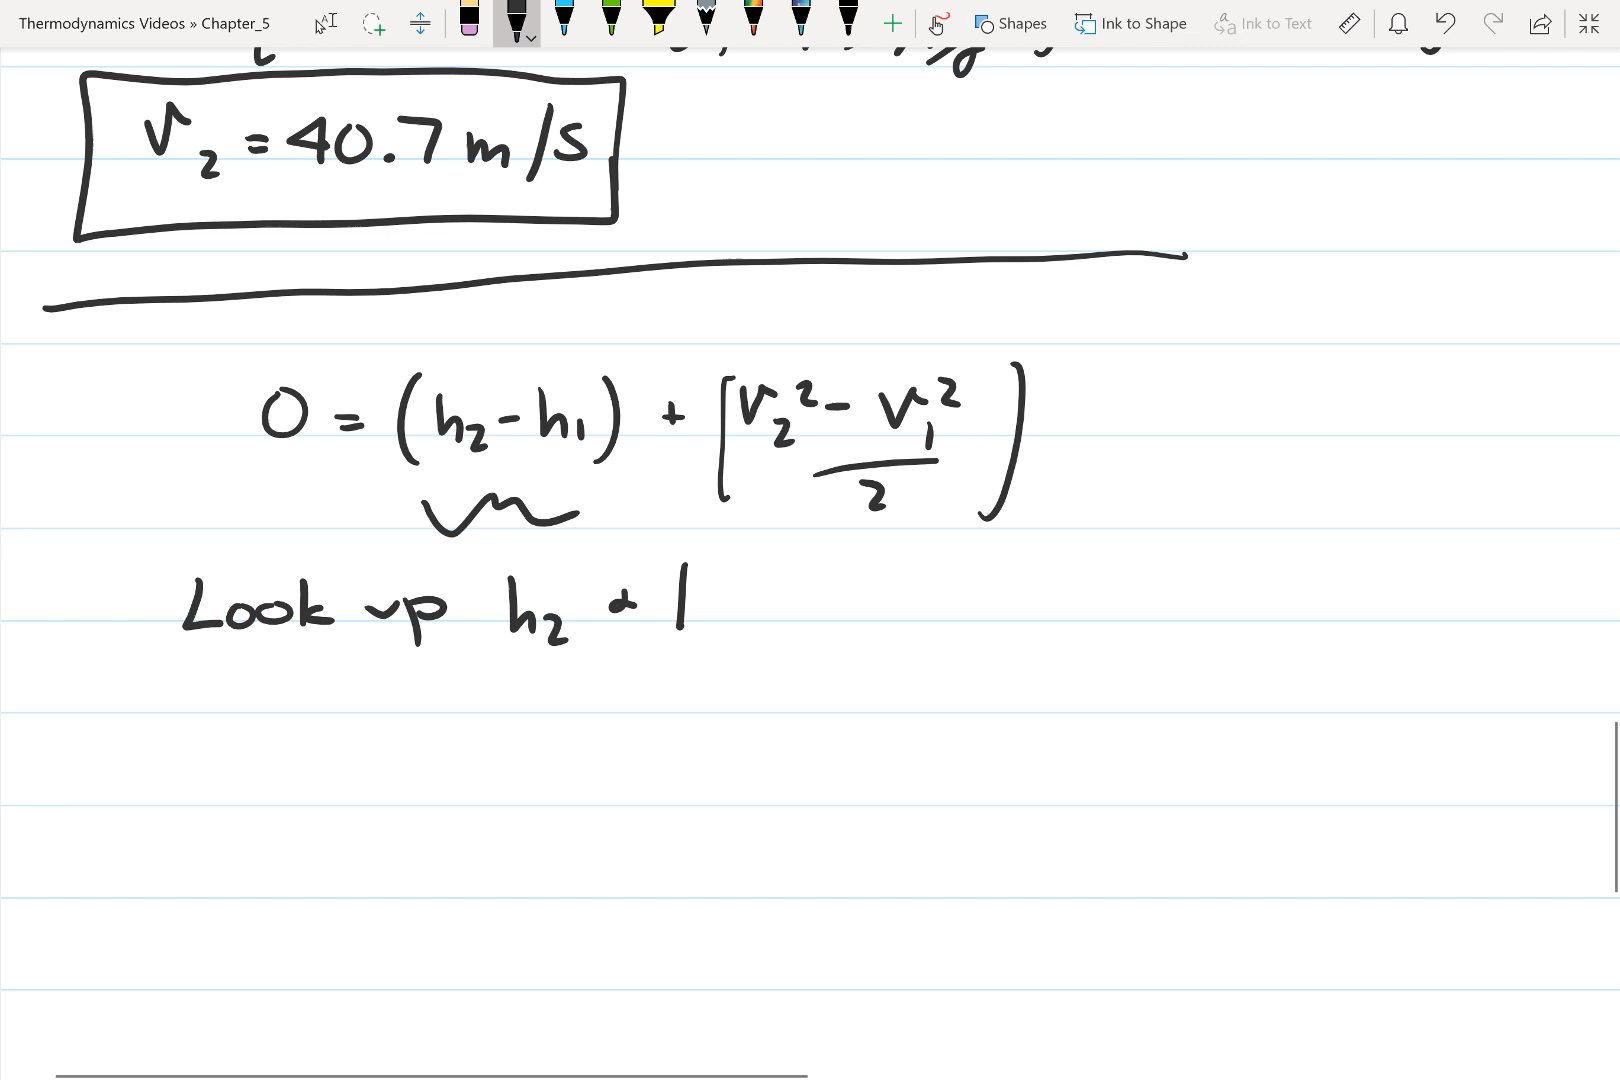 Thermodynamics Videos » Chapter_5 Shapes Ink to Shape Ink to Text
V₂ = 40.7 m/s
0 = (h₂ - h₁) + [V₂² - V₁² / 2)
Look up h₂